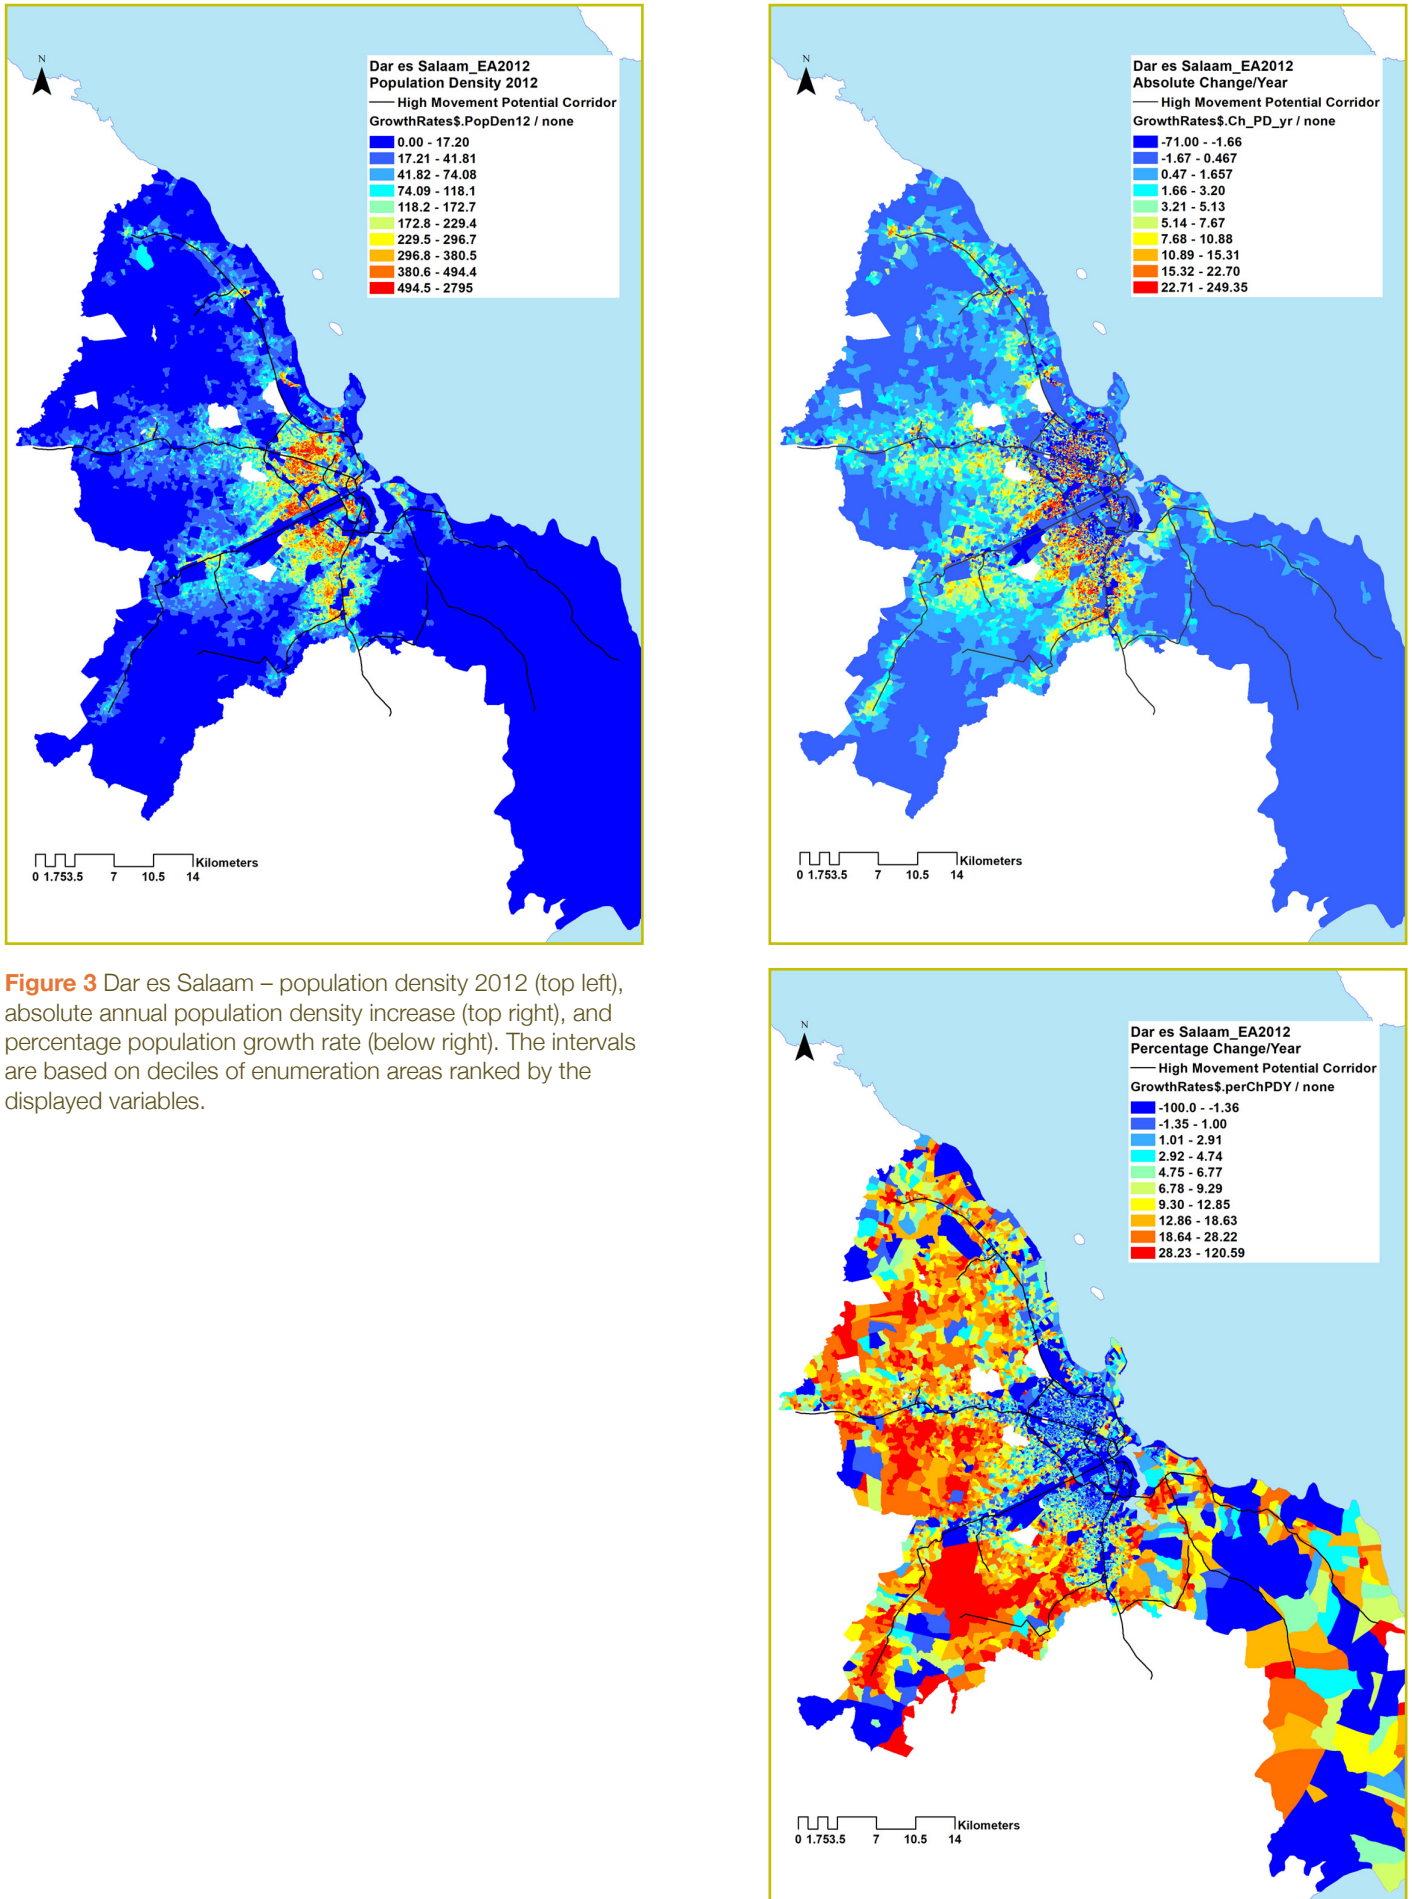 N
Dar es Salaam_EA2012
Population Density 2012
High Movement Potential Corridor
GrowthRates$.PopDen12 / none
0.00 - 17.20
17.21 - 41.81
41.82 - 74.08
74.09 - 118.1
118.2 - 172.7
172.8 - 229.4
229.5 - 296.7
296.8 - 380.5
380.6 - 494.4
494.5 - 2795
Kilometers
0 1.753.5 7 10.5 14
N
Dar es Salaam_EA2012
Absolute Change/Year
High Movement Potential Corridor
GrowthRates$.Ch_PD_yr / none
-71.00 - -1.66
-1.67 - 0.467
0.47 - 1.657
1.66 - 3.20
3.21 - 5.13
5.14 - 7.67
7.68 - 10.88
10.89 - 15.31
15.32 - 22.70
22.71 - 249.35
Kilometers
0 1.753.5 7 10.5 14
Figure 3 Dar es Salaam – population density 2012 (top left),
absolute annual population density increase (top right), and
percentage population growth rate (below right). The intervals
are based on deciles of enumeration areas ranked by the
displayed variables.
N
Dar es Salaam_EA2012
Percentage Change/Year
High Movement Potential Corridor
GrowthRates$.perChPDY / none
-100.0 - -1.36
-1.35 - 1.00
1.01 - 2.91
2.92 - 4.74
4.75 - 6.77
6.78 - 9.29
9.30 - 12.85
12.86 - 18.63
18.64 - 28.22
28.23 - 120.59
Kilometers
0 1.753.5 7 10.5 14